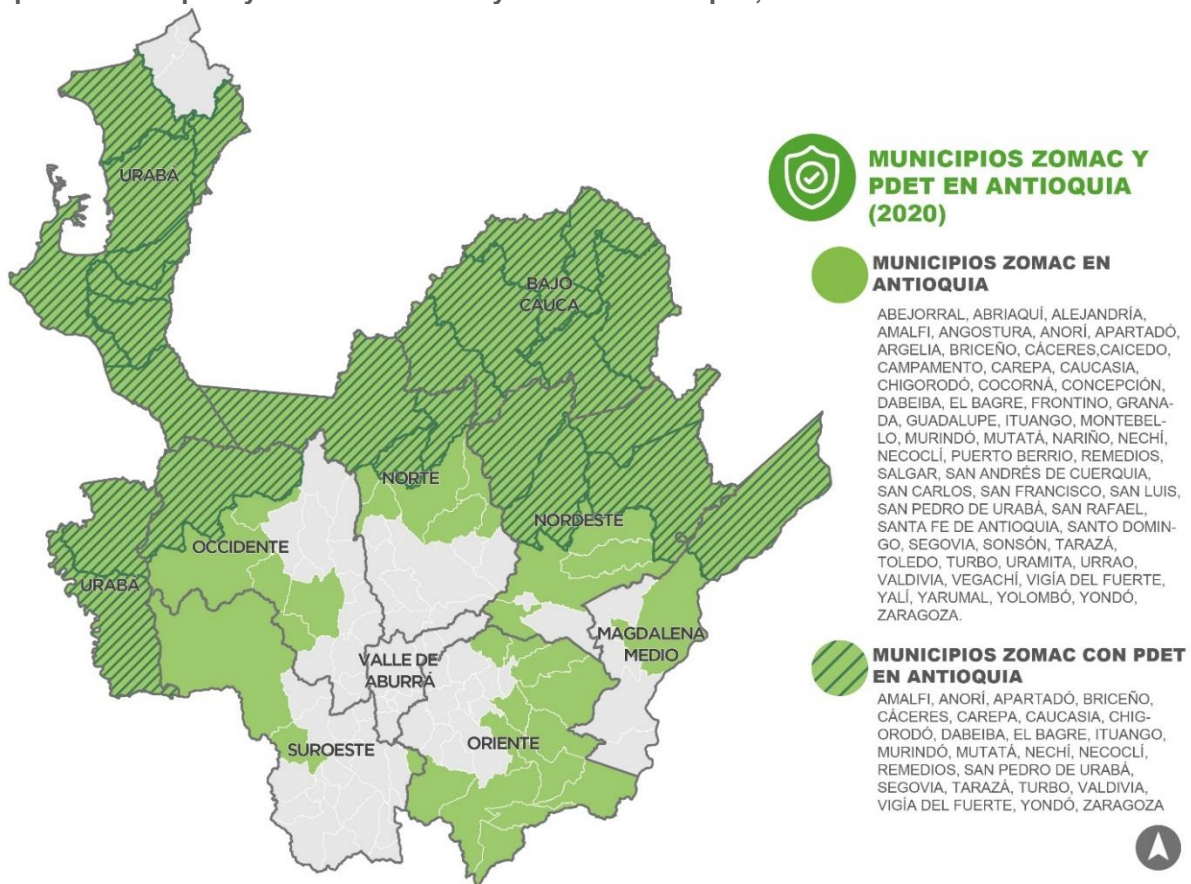 URABÁ
BAJO
CAUCA
NORTE
NORDESTE
OCCIDENTE
URABÁ
MAGDALENA
MEDIO
VALLE DE
ABURRÁ
SUROESTE
ORIENTE
MUNICIPIOS ZOMAC Y
PDET EN ANTIOQUIA
(2020)
MUNICIPIOS ZOMAC EN
ANTIOQUIA
ABEJORRAL, ABRIAQUÍ, ALEJANDRÍA,
AMALFI, ANGOSTURA, ANORÍ, APARTADÓ,
ARGELIA, BRICEÑO, CÁCERES,CAICEDO,
CAMPAMENTO, CAREPA, CAUCASIA,
CHIGORODÓ, COCORNÁ, CONCEPCIÓN,
DABEIBA, EL BAGRE, FRONTINO, GRANA-
DA, GUADALUPE, ITUANGO, MONTEBEL-
LO, MURINDÓ, MUTATÁ, NARIÑO, NECHÍ,
NECOCLÍ, PUERTO BERRIO, REMEDIOS,
SALGAR, SAN ANDRÉS DE CUERQUIA,
SAN CARLOS, SAN FRANCISCO, SAN LUIS,
SAN PEDRO DE URABÁ, SAN RAFAEL,
SANTA FE DE ANTIOQUIA, SANTO DOMIN-
GO, SEGOVIA, SONSÓN, TARAZÁ,
TOLEDO, TURBO, URAMITA, URRAO,
VALDIVIA, VEGACHÍ, VIGÍA DEL FUERTE,
YALÍ, YARUMAL, YOLOMBÓ, YONDÓ,
ZARAGOZA.
MUNICIPIOS ZOMAC CON PDET
EN ANTIOQUIA
AMALFI, ANORÍ, APARTADÓ, BRICEÑO,
CÁCERES, CAREPA, CAUCASIA, CHIG-
ORODÓ, DABEIBA, EL BAGRE, ITUANGO,
MURINDÓ, MUTATÁ, NECHÍ, NECOCLÍ,
REMEDIOS, SAN PEDRO DE URABÁ,
SEGOVIA, TARAZÁ, TURBO, VALDIVIA,
VIGÍA DEL FUERTE, YONDÓ, ZARAGOZA